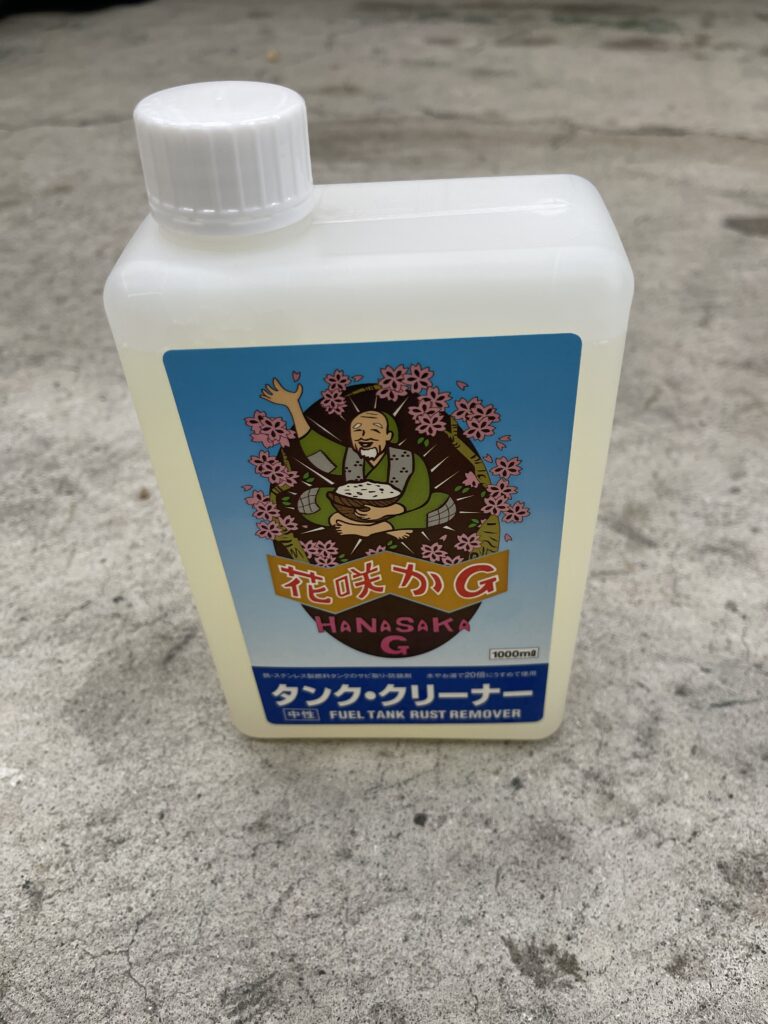 花咲かG
HANASAKA
G
1000mℓ
鉄・ステンレス製燃料タンクのサビ取り・防錆剤 水やお湯で20倍にうすめて使用
タンク・クリーナー
中性 FUEL TANK RUST REMOVER